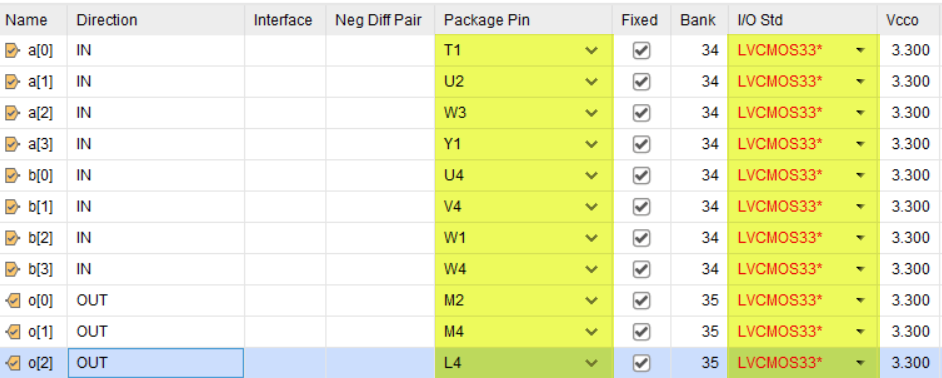 Name Direction Interface Neg Diff Pair Package Pin Fixed Bank I/O Std Vcco
a[0] IN T1 34 LVCMOS33* 3.300
a[1] IN U2 34 LVCMOS33* 3.300
a[2] IN W3 34 LVCMOS33* 3.300
a[3] IN Y1 34 LVCMOS33* 3.300
b[0] IN U4 34 LVCMOS33* 3.300
b[1] IN V4 34 LVCMOS33* 3.300
b[2] IN W1 34 LVCMOS33* 3.300
b[3] IN W4 34 LVCMOS33* 3.300
o[0] OUT M2 35 LVCMOS33* 3.300
o[1] OUT M4 35 LVCMOS33* 3.300
o[2] OUT L4 35 LVCMOS33* 3.300